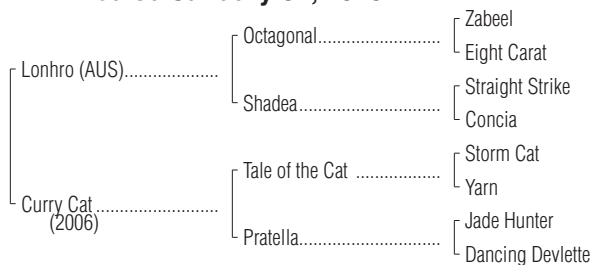 Zabeel
Octagonal
Eight Carat
Lonhro (AUS)
Straight Strike
Shadea
Concia
Storm Cat
Tale of the Cat
Yarn
Curry Cat
(2006)
Jade Hunter
Pratella
Dancing Devlette